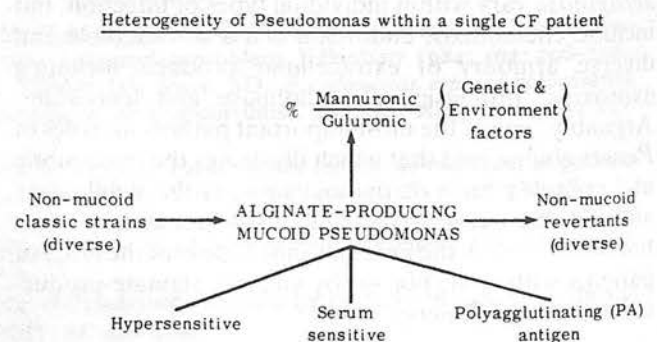 Heterogeneity of Pseudomonas within a single CF patient
% Mannuronic
Guluronic
Genetic &
Environment
factors
Non-mucoid
classic strains
(diverse)
ALGINATE-PRODUCING
MUCOID PSEUDOMONAS
Non-mucoid
revertants
(diverse)
Hypersensitive
Serum
sensitive
Polyagglutinating (PA)
antigen